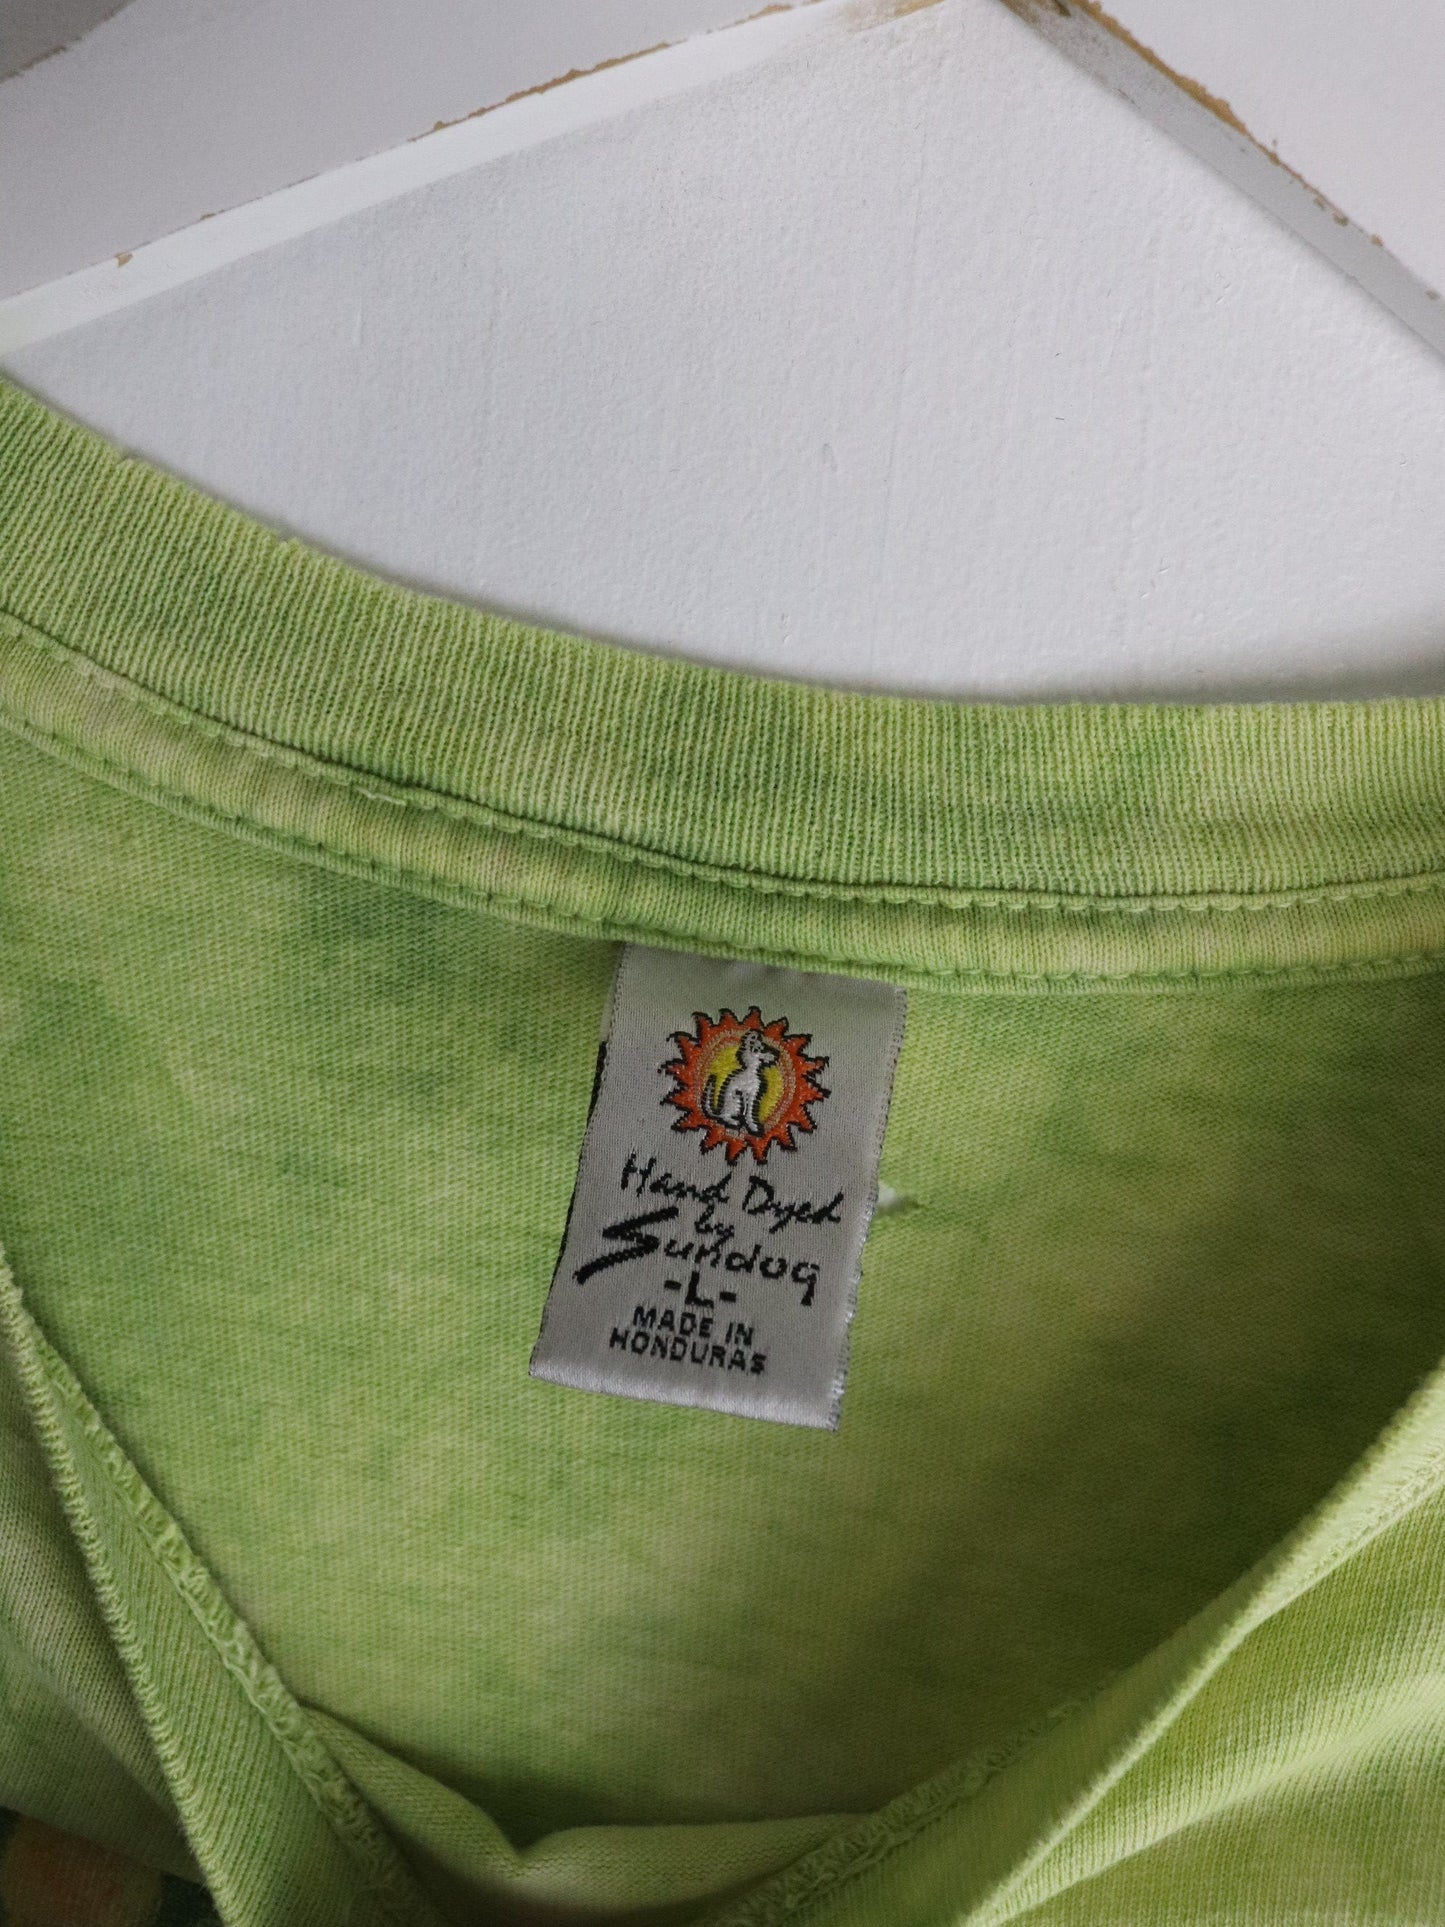 Hand Dyed
by
Sundog
-L-
MADE IN
HONDURAS